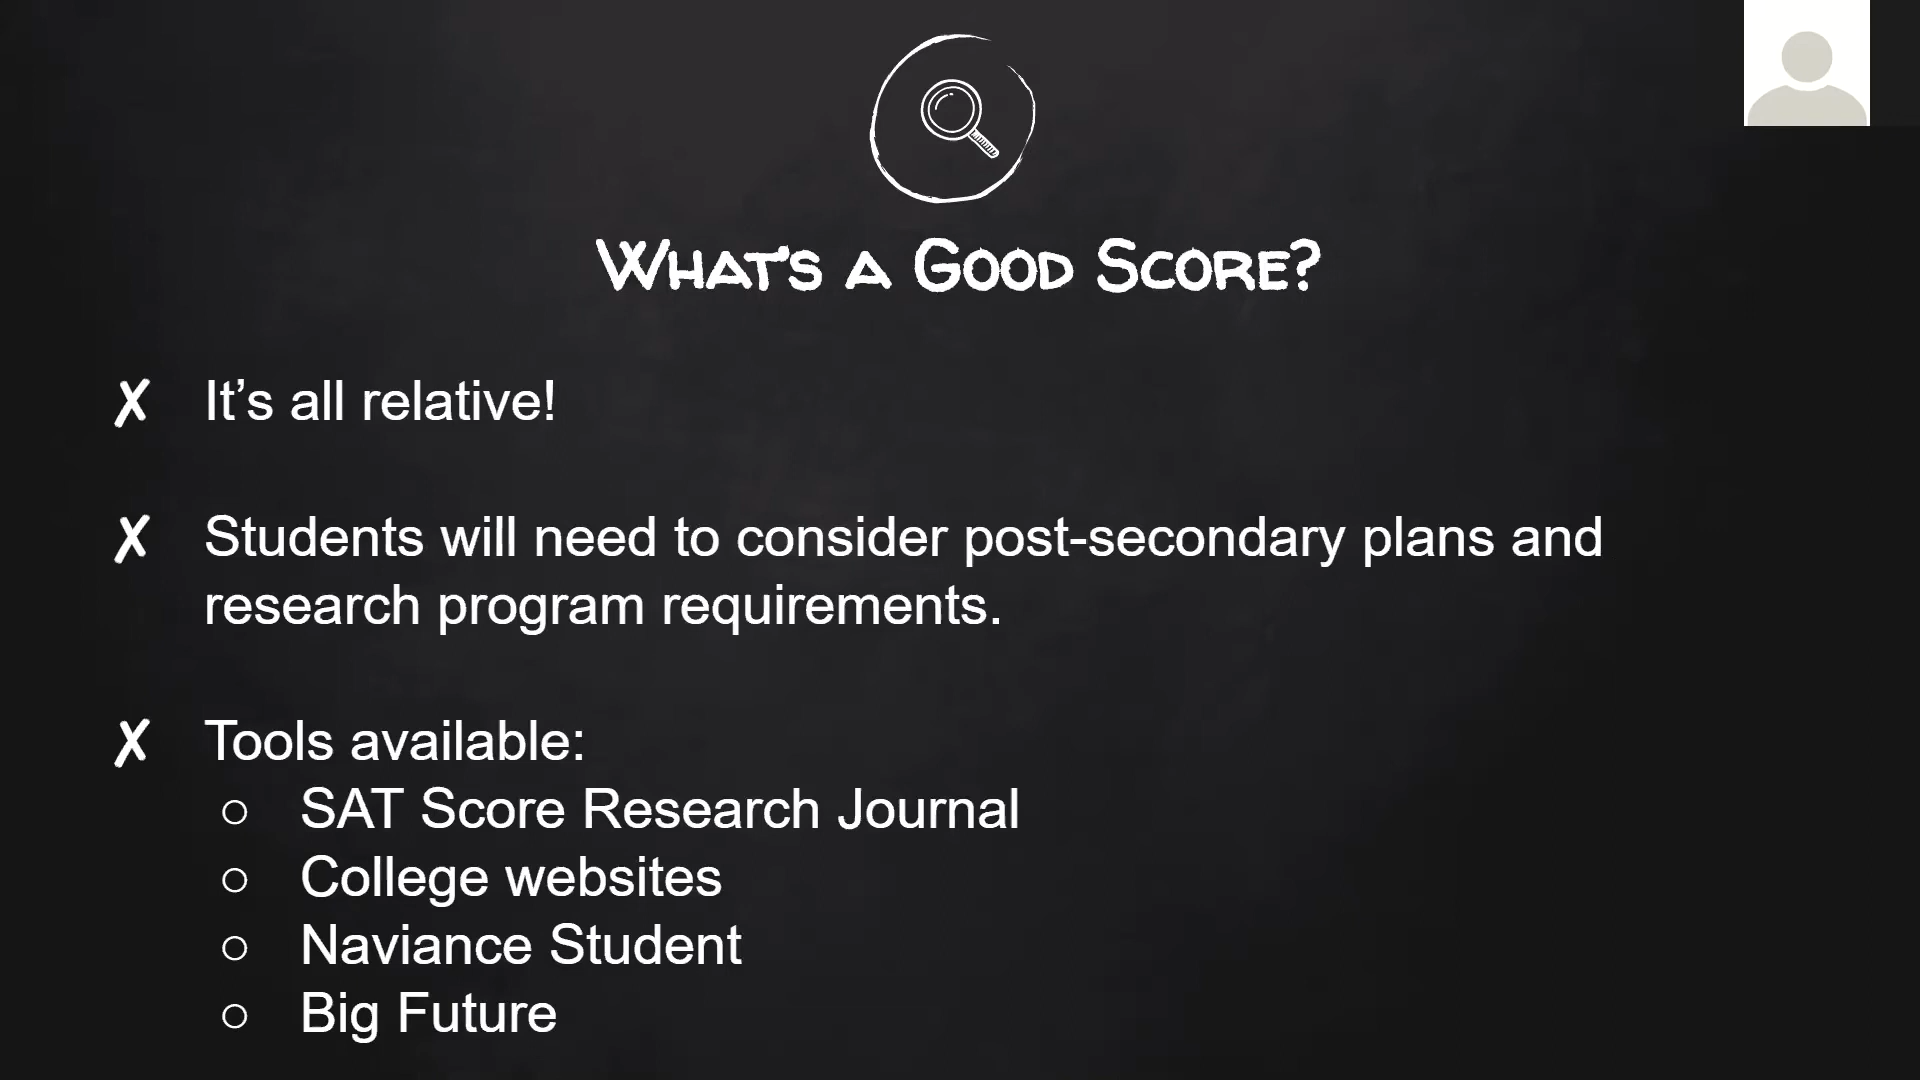 What's a Good Score?
✗ It’s all relative!
✗ Students will need to consider post-secondary plans and
research program requirements.
✗ Tools available:
○ SAT Score Research Journal
○ College websites
○ Naviance Student
○ Big Future